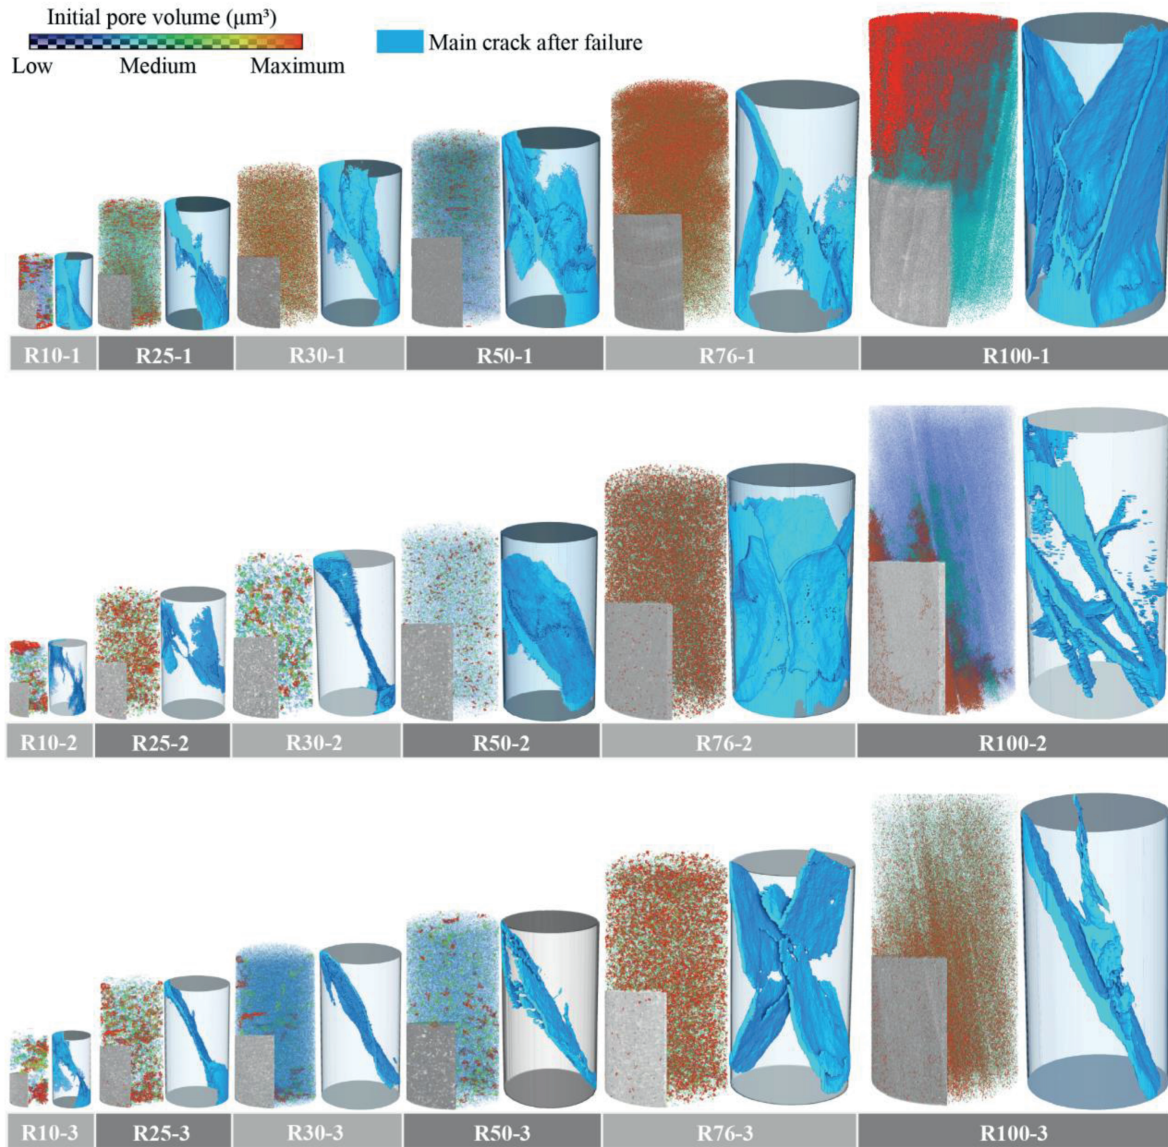 Initial pore volume (μm³)
Low Medium Maximum
Main crack after failure
R10-1 R25-1 R30-1 R50-1 R76-1 R100-1
R10-2 R25-2 R30-2 R50-2 R76-2 R100-2
R10-3 R25-3 R30-3 R50-3 R76-3 R100-3